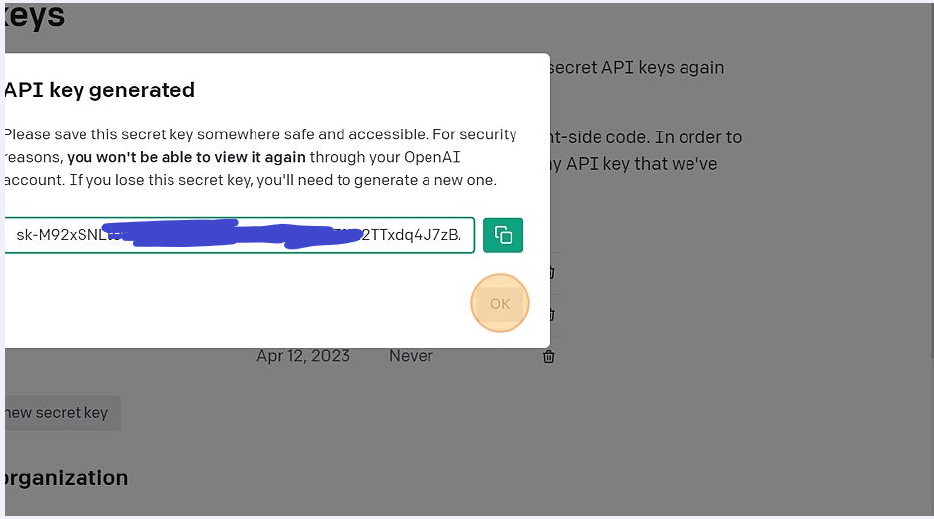 keys
secret API keys again
API key generated
Please save this secret key somewhere safe and accessible. For security
reasons, you won't be able to view it again through your OpenAI
account. If you lose this secret key, you'll need to generate a new one.
nt-side code. In order to
y API key that we've
sk-M92xSNL 2TTxdq4J7zB.
OK
Apr 12, 2023 Never
new secret key
organization